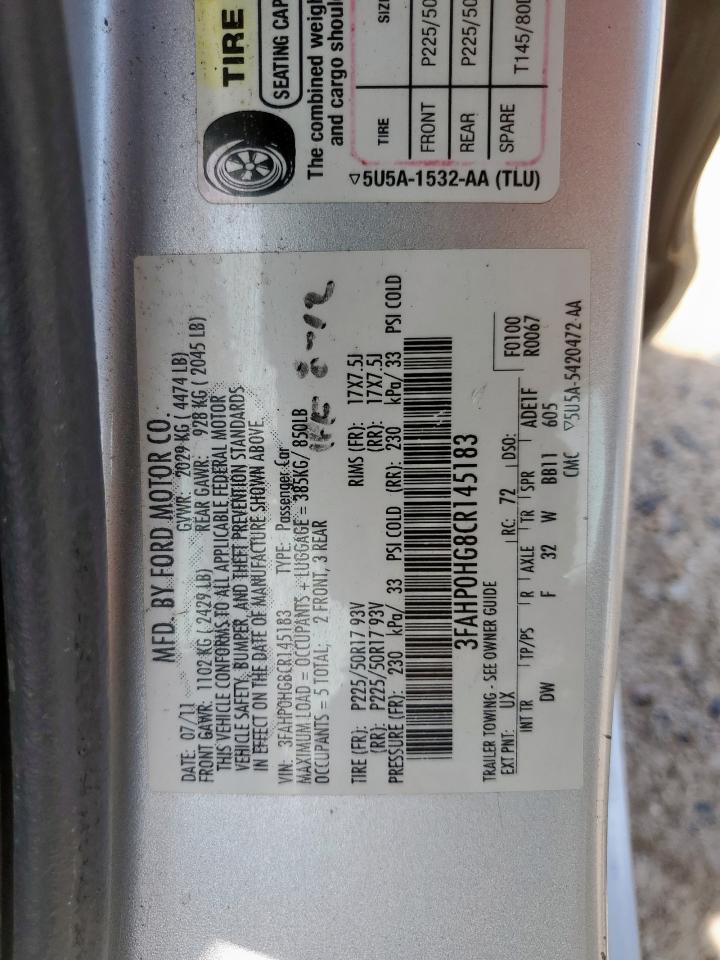 MFD. BY FORD MOTOR CO.
DATE: 07/11 GVWR: 2029 KG ( 4474 LB)
FRONT GAWR: 1102 KG ( 2429 LB) REAR GAWR: 928 KG ( 2045 LB)
THIS VEHICLE CONFORMS TO ALL APPLICABLE FEDERAL MOTOR
VEHICLE SAFETY, BUMPER, AND THEFT PREVENTION STANDARDS
IN EFFECT ON THE DATE OF MANUFACTURE SHOWN ABOVE.
VIN: 3FAHP0HG8CR145183 TYPE: Passenger Car
MAXIMUM LOAD = OCCUPANTS + LUGGAGE = 385KG/ 850LB
OCCUPANTS = 5 TOTAL; 2 FRONT, 3 REAR
TIRE (FR): P225/50R17 93V RIMS (FR): 17X7.5J
(RR): P225/50R17 93V (RR): 17X7.5J
PRESSURE (FR): 230 kPa/ 33 PSI COLD (RR): 230 kPa/ 33 PSI COLD
3FAHP0HG8CR145183
TRAILER TOWING - SEE OWNER GUIDE
EXT PNT: UX RC: 72 DSO: F0100
R0067
INT TR TP/PS R AXLE TR SPR ADE1F
DW F 32 W BB11 605
CMC ▽5U5A-5420472-AA
TIRE
SEATING CAP
The combined weigh
and cargo shoul
TIRE SIZ
FRONT P225/50
REAR P225/50
SPARE T145/80D
▽5U5A-1532-AA (TLU)